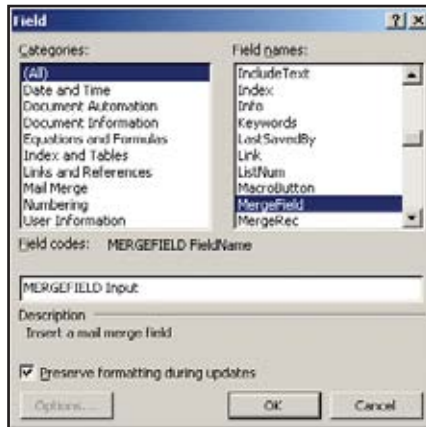 Field
Categories:
(All)
Date and Time
Document Automation
Document Information
Equations and Formulas
Index and Tables
Links and References
Mail Merge
Numbering
User Information
Field names:
IncludeText
Index
Info
Keywords
LastSavedBy
Link
ListNum
MacroButton
MergeField
MergeRec
Field codes: MERGEFIELD FieldName
MERGEFIELD Input
Description
Insert a mail merge field
Preserve formatting during updates
Options...
OK
Cancel